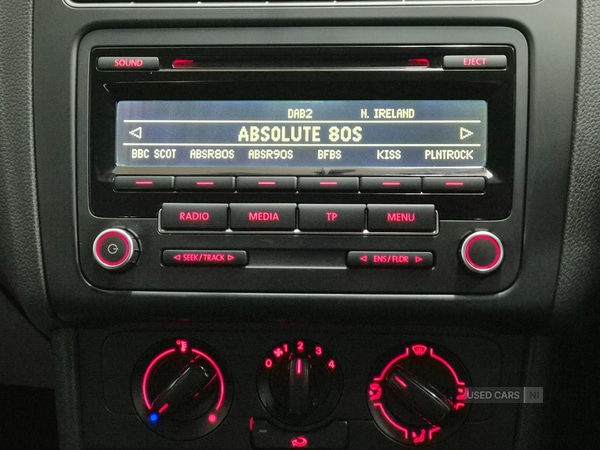 SOUND EJECT
DAB2 N. IRELAND
ABSOLUTE 80S
BBC SCOT ABSR80S ABSR90S BFBS KISS PLNTROCK
RADIO MEDIA TP MENU
SEEK/TRACK ENS/FLDR
0 1 2 3 4
USED CARS NI